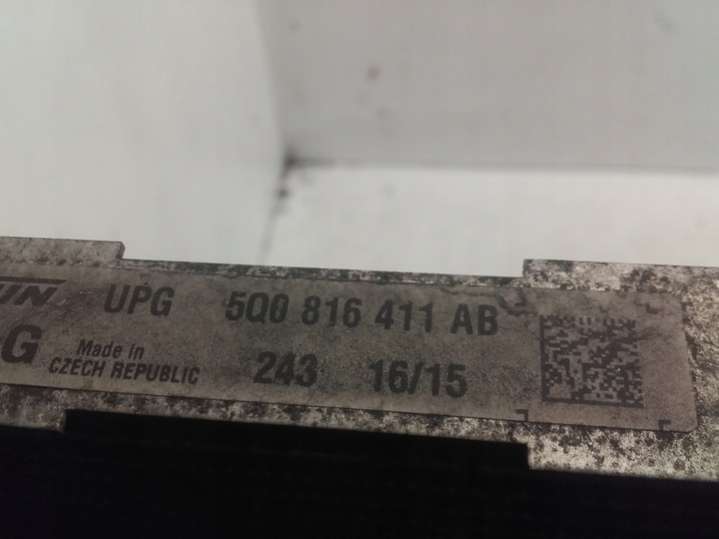 UPG 5Q0 816 411 AB
G Made in
CZECH REPUBLIC 243 16/15